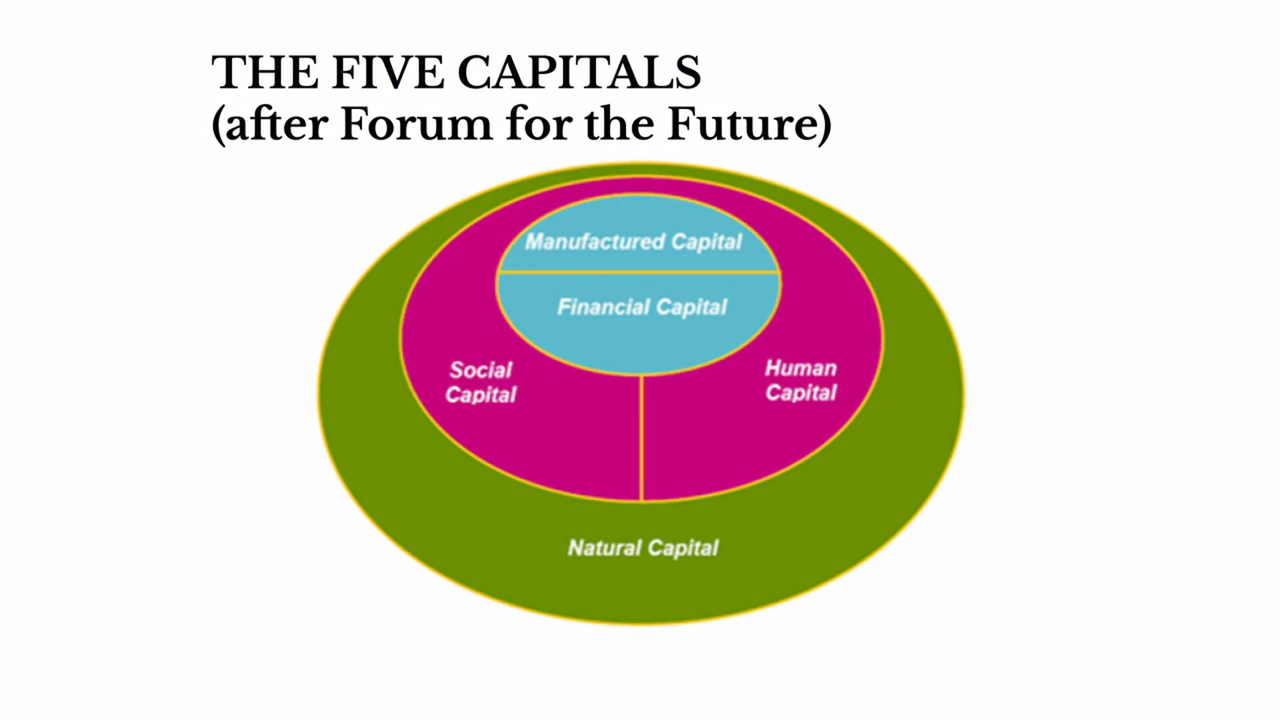 THE FIVE CAPITALS
(after Forum for the Future)
Manufactured Capital
Financial Capital
Social
Capital
Human
Capital
Natural Capital